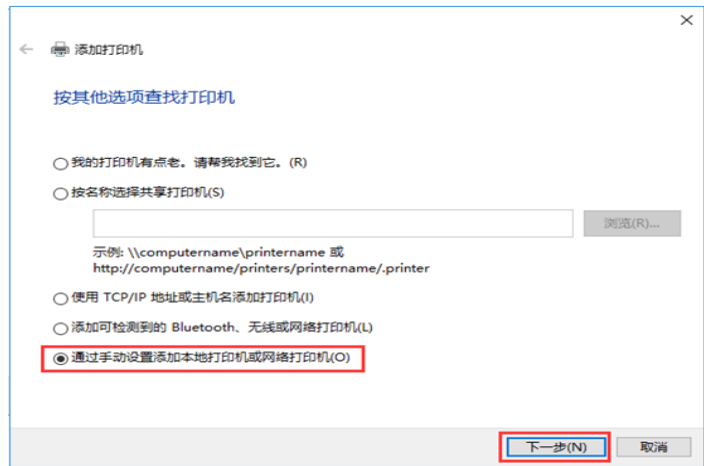 添加打印机
按其他选项查找打印机
我的打印机有点老。请帮我找到它。(R)
按名称选择共享打印机(S)
浏览(R)...
示例: \\computername\printername 或
http://computername/printers/printername/.printer
使用 TCP/IP 地址或主机名添加打印机(I)
添加可检测到的 Bluetooth、无线或网络打印机(L)
通过手动设置添加本地打印机或网络打印机(O)
下一步(N)
取消